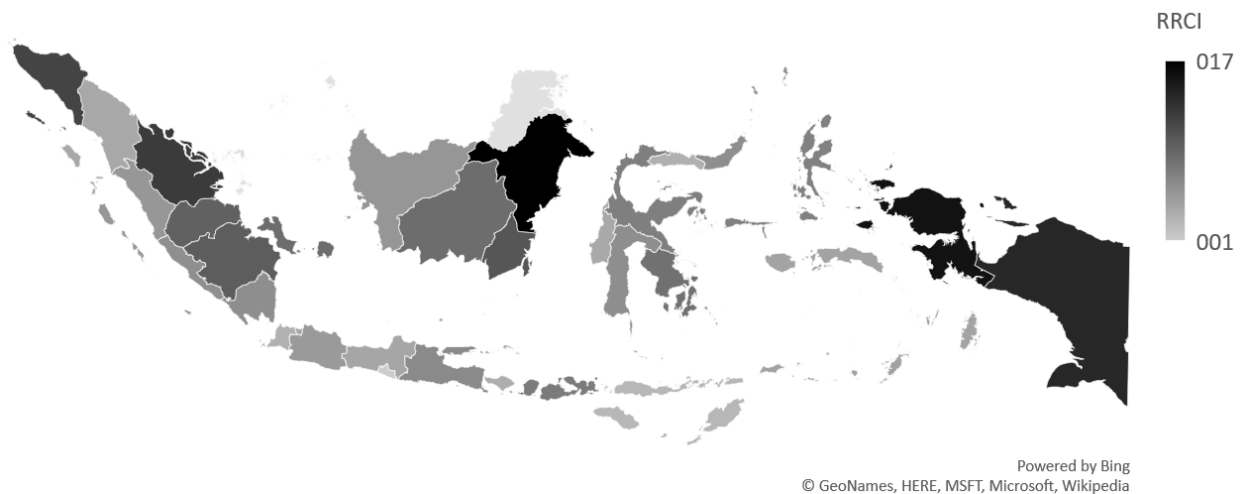 RRCI
017
001
Powered by Bing
© GeoNames, HERE, MSFT, Microsoft, Wikipedia